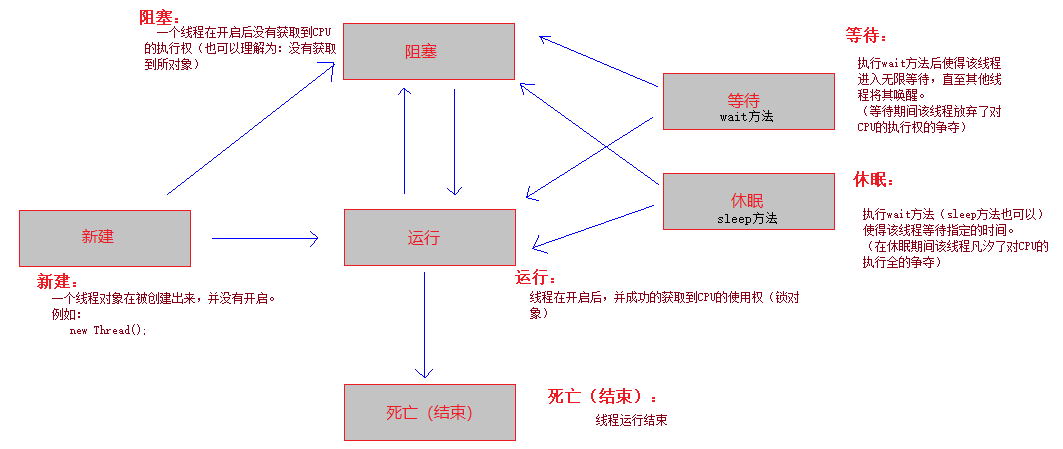 阻塞：
一个线程在开启后没有获取到CPU
的执行权（也可以理解为：没有获取
到所对象）
阻塞
等待：
执行wait方法后使得该线程
进入无限等待，直至其他线
程将其唤醒。
（等待期间该线程放弃了对
CPU的执行权的争夺）
等待
wait方法
休眠：
执行wait方法（sleep方法也可以）
使得该线程等待指定的时间。
（在休眠期间该线程凡汐了对CPU的
执行全的争夺）
休眠
sleep方法
新建
新建：
一个线程对象在被创建出来，并没有开启。
例如：
new Thread();
运行
运行：
线程在开启后，并成功的获取到CPU的使用权（锁对
象）
死亡（结束）
死亡（结束）：
线程运行结束